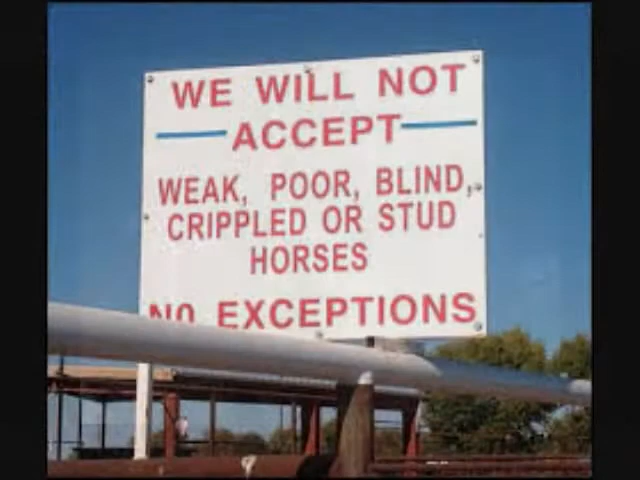 WE WILL NOT
ACCEPT
WEAK, POOR, BLIND,
CRIPPLED OR STUD
HORSES
NO EXCEPTIONS